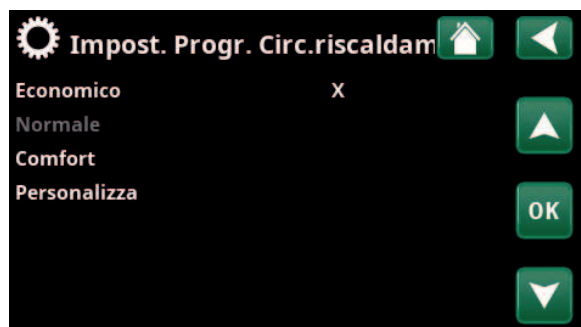 Impost. Progr. Circ.riscaldam
Economico X
Normale
Comfort
Personalizza
OK